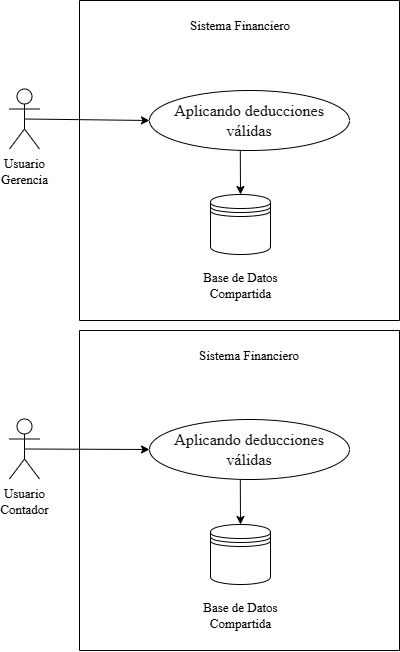 Sistema Financiero
Aplicando deducciones
válidas
Usuario
Gerencia
Base de Datos
Compartida
Sistema Financiero
Aplicando deducciones
válidas
Usuario
Contador
Base de Datos
Compartida